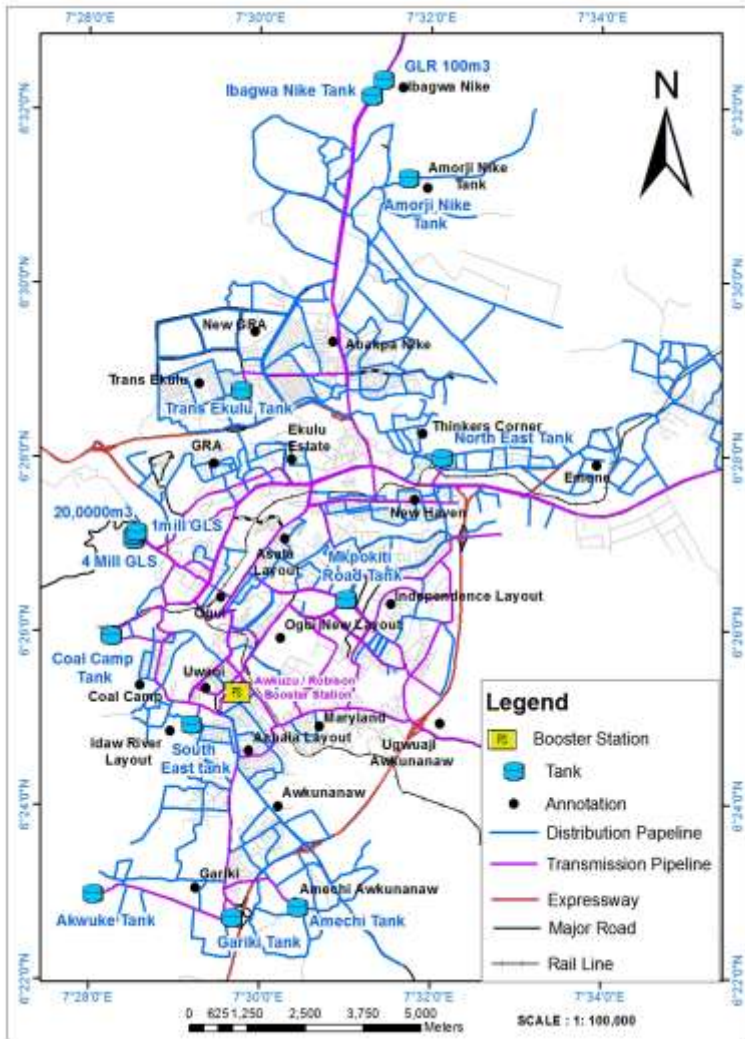 7°28'0"E
7°30'0"E
7°32'0"E
7°34'0"E
GLR 100m3
Ibagwa Nike Tank
Ibagwa Nike
N
6°32'0"N
6°32'0"N
Amorji Nike
Tank
Amorji Nike
Tank
6°30'0"N
6°30'0"N
New GRA
Abakpa Nike
Trans Ekulu
Trans Ekulu Tank
Ekulu
Estate
Thinkers Corner
North East Tank
GRA
6°28'0"N
6°28'0"N
Emene
20,0000m3
1mill GLS
New Haven
4 Mill GLS
Asata
Layout
Mkpokiti
Road Tank
Ogui
Independence Layout
6°26'0"N
6°26'0"N
Ogui New Layout
Coal Camp
Tank
Uwani
Awkuzu / Robison
Booster Station
Coal Camp
PS
Idaw River
Layout
South
East tank
Maryland
Ugwuaji
Awkunanaw
Legend
PS
Booster Station
Tank
Annotation
Distribution Papeline
Transmission Pipeline
Expressway
Major Road
Rail Line
6°24'0"N
6°24'0"N
Awkunanaw
Gariki
Amechi Awkunanaw
Akwuke Tank
Gariki Tank
Amechi Tank
6°22'0"N
6°22'0"N
7°28'0"E
7°30'0"E
7°32'0"E
7°34'0"E
0 625 1,250 2,500 3,750 5,000
Meters
SCALE : 1: 100,000